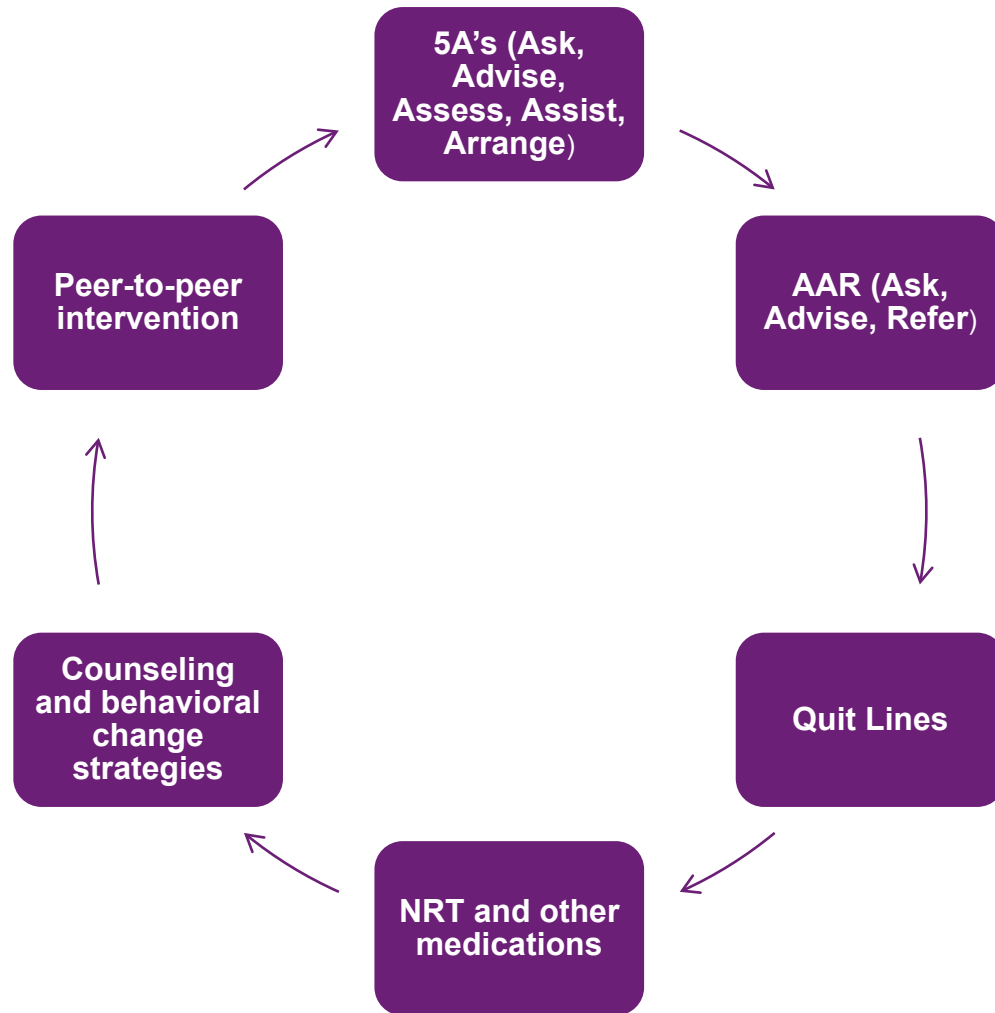 5A’s (Ask,
Advise,
Assess, Assist,
Arrange)
AAR (Ask,
Advise, Refer)
Quit Lines
NRT and other
medications
Counseling
and behavioral
change
strategies
Peer-to-peer
intervention